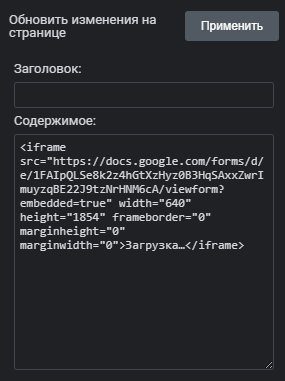 Обновить изменения на
странице
Применить
Заголовок:
Содержимое:
<iframe
src="https://docs.google.com/forms/d/
e/1FAIpQLSe8k2z4hGtXzHyz0B3HqSAxxZwrI
muyzqBE22J9tzNrHNM6cA/viewform?
embedded=true" width="640"
height="1854" frameborder="0"
marginheight="0"
marginwidth="0">Загрузка…</iframe>